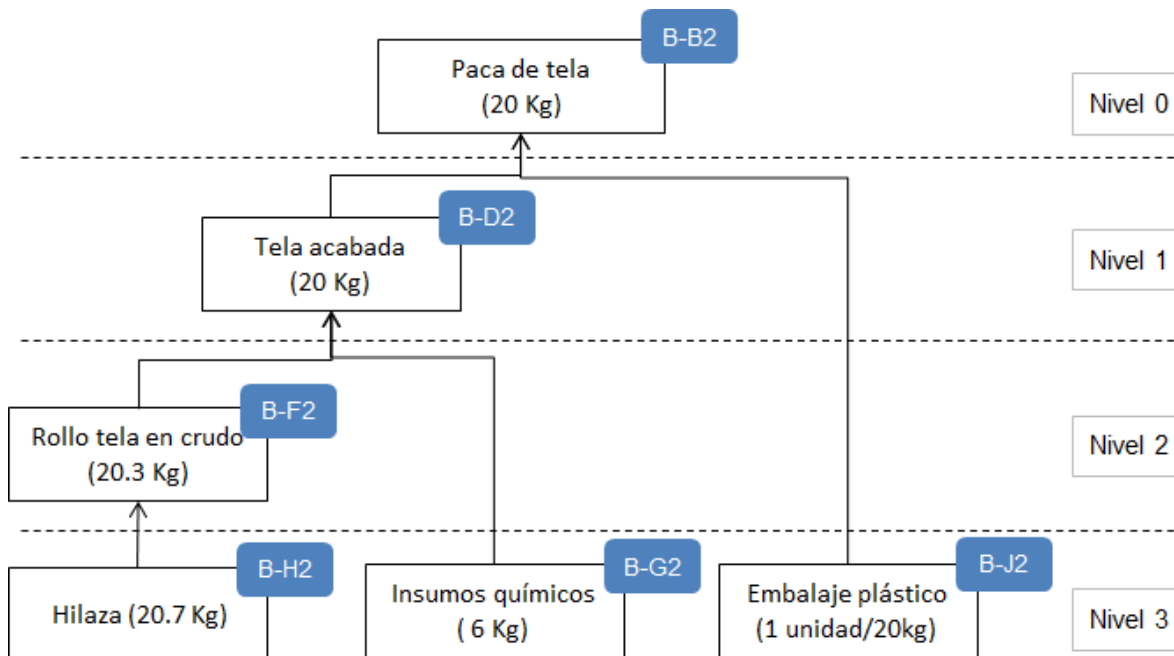 B-B2
Paca de tela
(20 Kg)
Nivel 0
B-D2
Tela acabada
(20 Kg)
Nivel 1
B-F2
Rollo tela en crudo
(20.3 Kg)
Nivel 2
B-H2
Hilaza (20.7 Kg)
B-G2
Insumos químicos
( 6 Kg)
B-J2
Embalaje plástico
(1 unidad/20kg)
Nivel 3